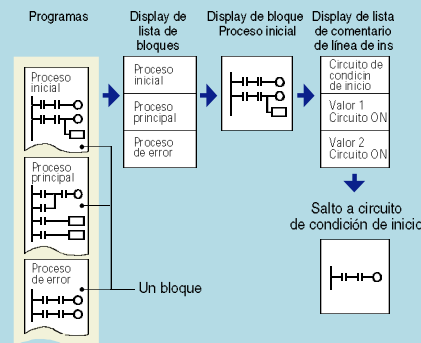 Programas
Display de
lista de
bloques
Display de bloque
Proceso inicial
Display de lista
de comentario
de línea de ins
Proceso
inicial
Proceso
principal
Proceso
de error
Un bloque
Proceso
inicial
Proceso
principal
Proceso
de error
Circuito de
condicin
de inicio
Valor 1
Circuito ON
Valor 2
Circuito ON
Salto a circuito
de condición de inicio